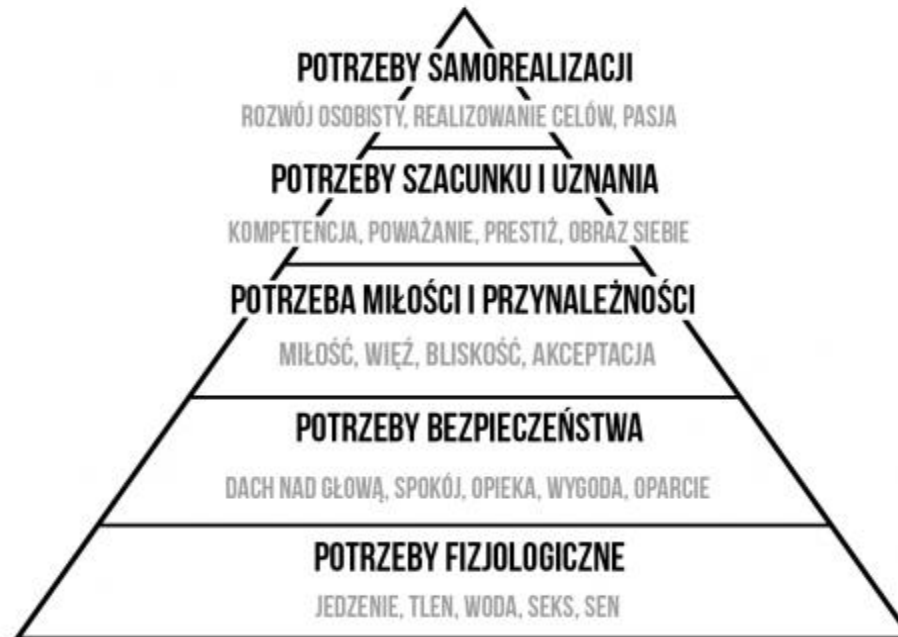 POTRZEBY SAMOREALIZACJI
ROZWÓJ OSOBISTY, REALIZOWANIE CELÓW, PASJA
POTRZEBY SZACUNKU I UZNANIA
KOMPETENCJA, POWAŻANIE, PRESTIŻ, OBRAZ SIEBIE
POTRZEBA MIŁOŚCI I PRZYNALEŻNOŚCI
MIŁOŚĆ, WIĘŹ, BLISKOŚĆ, AKCEPTACJA
POTRZEBY BEZPIECZEŃSTWA
DACH NAD GŁOWĄ, SPOKÓJ, OPIEKA, WYGODA, OPARCIE
POTRZEBY FIZJOLOGICZNE
JEDZENIE, TLEN, WODA, SEKS, SEN